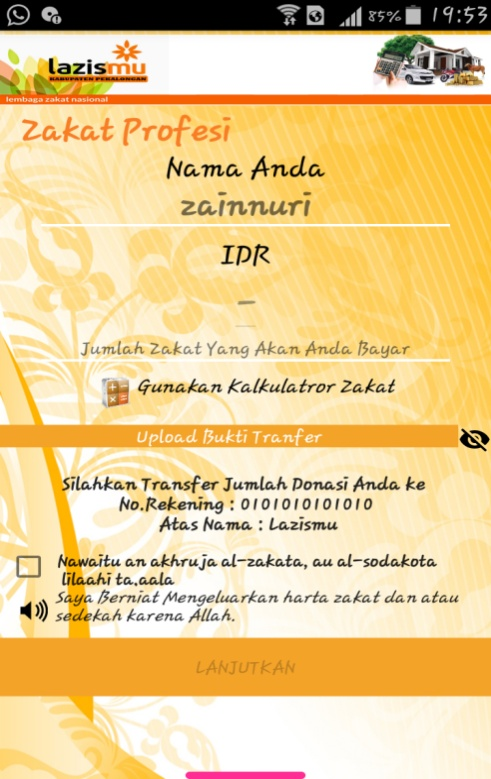 85% 19:53
lazismu
KABUPATEN PEKALONGAN
lembaga zakat nasional
Zakat Profesi
Nama Anda
zainnuri
IDR
-
Jumlah Zakat Yang Akan Anda Bayar
Gunakan Kalkulatror Zakat
Upload Bukti Tranfer
Silahkan Transfer Jumlah Donasi Anda ke
No.Rekening : 0101010101010
Atas Nama : Lazismu
Nawaitu an akhruja al-zakata, au al-sodakota
lilaahi ta,aala
Saya Berniat Mengeluarkan harta zakat dan atau
sedekah karena Allah.
LANJUTKAN